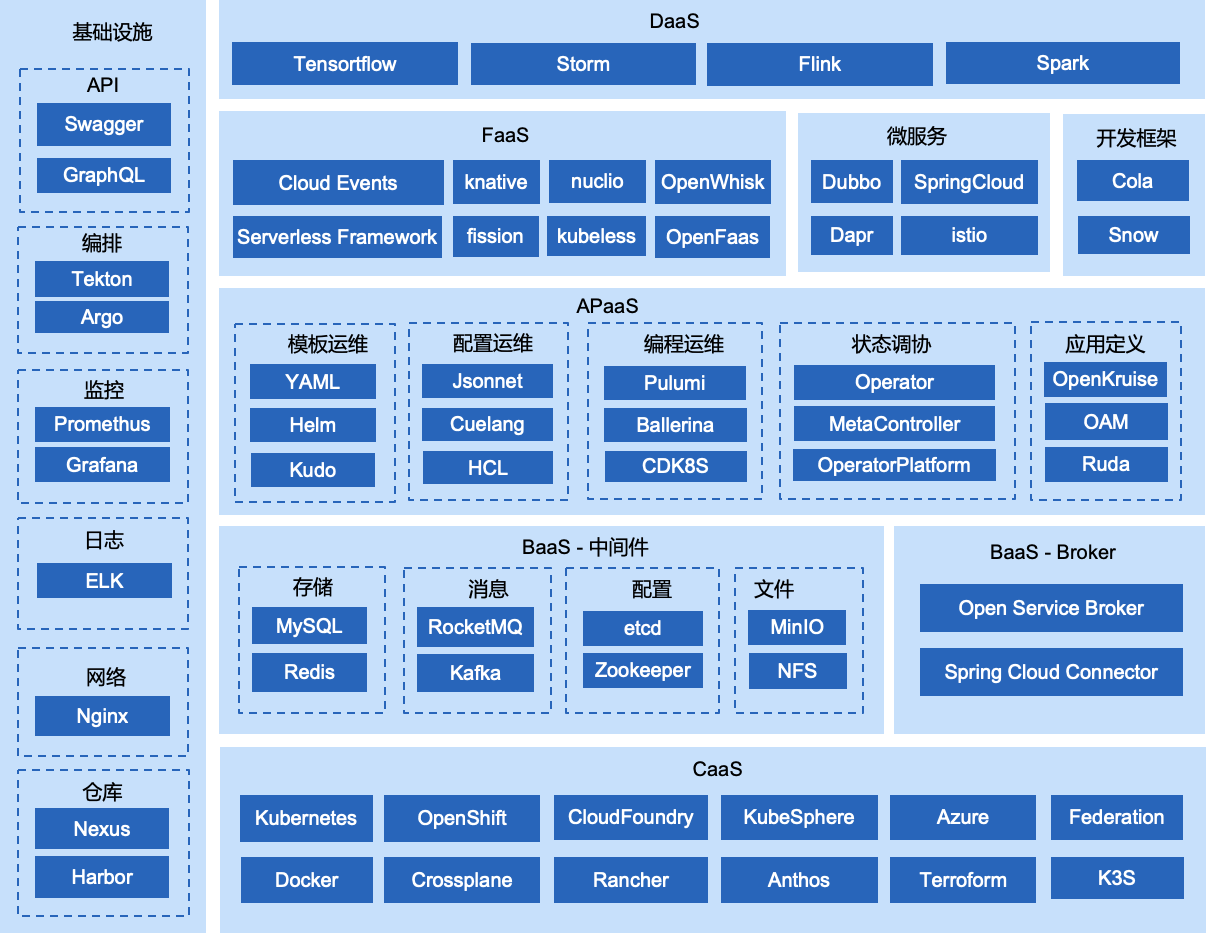 基础设施
API
Swagger
GraphQL
编排
Tekton
Argo
监控
Promethus
Grafana
日志
ELK
网络
Nginx
仓库
Nexus
Harbor
DaaS
Tensortflow
Storm
Flink
Spark
FaaS
Cloud Events
knative
nuclio
OpenWhisk
Serverless Framework
fission
kubeless
OpenFaas
微服务
Dubbo
SpringCloud
Dapr
istio
开发框架
Cola
Snow
APaaS
模板运维
YAML
Helm
Kudo
配置运维
Jsonnet
Cuelang
HCL
编程运维
Pulumi
Ballerina
CDK8S
状态调协
Operator
MetaController
OperatorPlatform
应用定义
OpenKruise
OAM
Ruda
BaaS - 中间件
存储
MySQL
Redis
消息
RocketMQ
Kafka
配置
etcd
Zookeeper
文件
MinIO
NFS
BaaS - Broker
Open Service Broker
Spring Cloud Connector
CaaS
Kubernetes
OpenShift
CloudFoundry
KubeSphere
Azure
Federation
Docker
Crossplane
Rancher
Anthos
Terroform
K3S